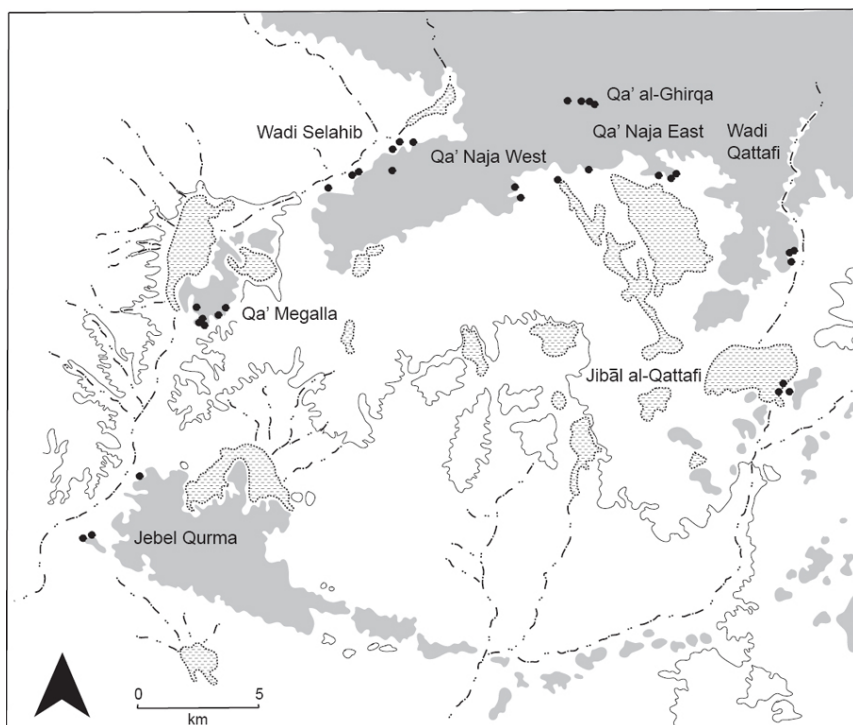 Qa' al-Ghirqa
Wadi Selahib
Qa' Naja East
Wadi
Qattafi
Qa' Naja West
Qa' Megalla
Jibāl al-Qattafi
Jebel Qurma
0 5
km